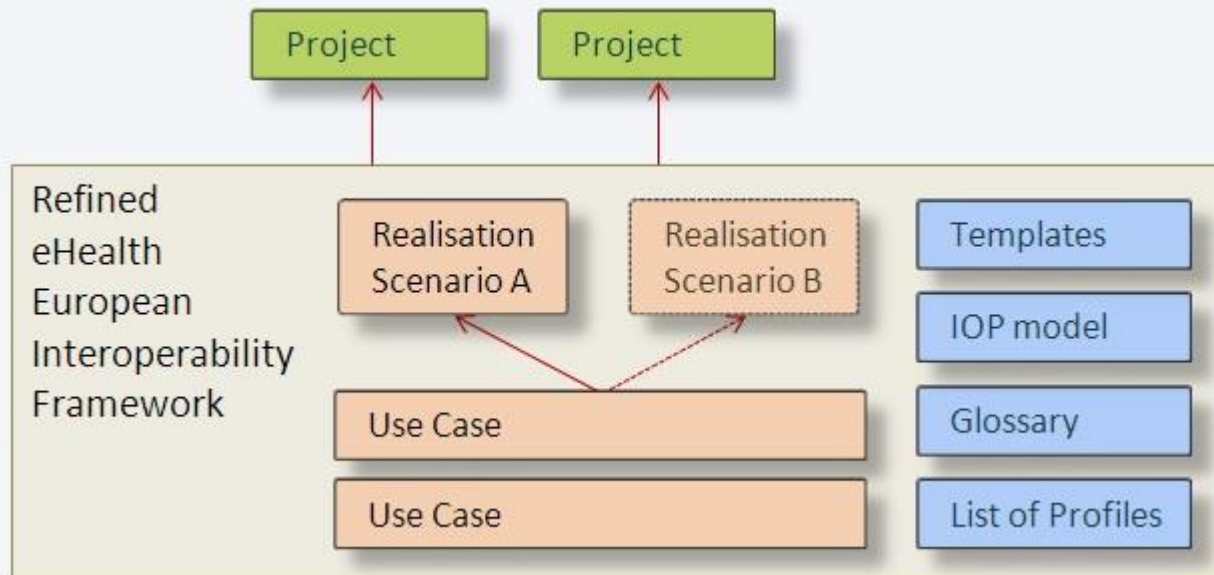 Project
Project
Refined
eHealth
European
Interoperability
Framework
Realisation
Scenario A
Realisation
Scenario B
Use Case
Use Case
Templates
IOP model
Glossary
List of Profiles